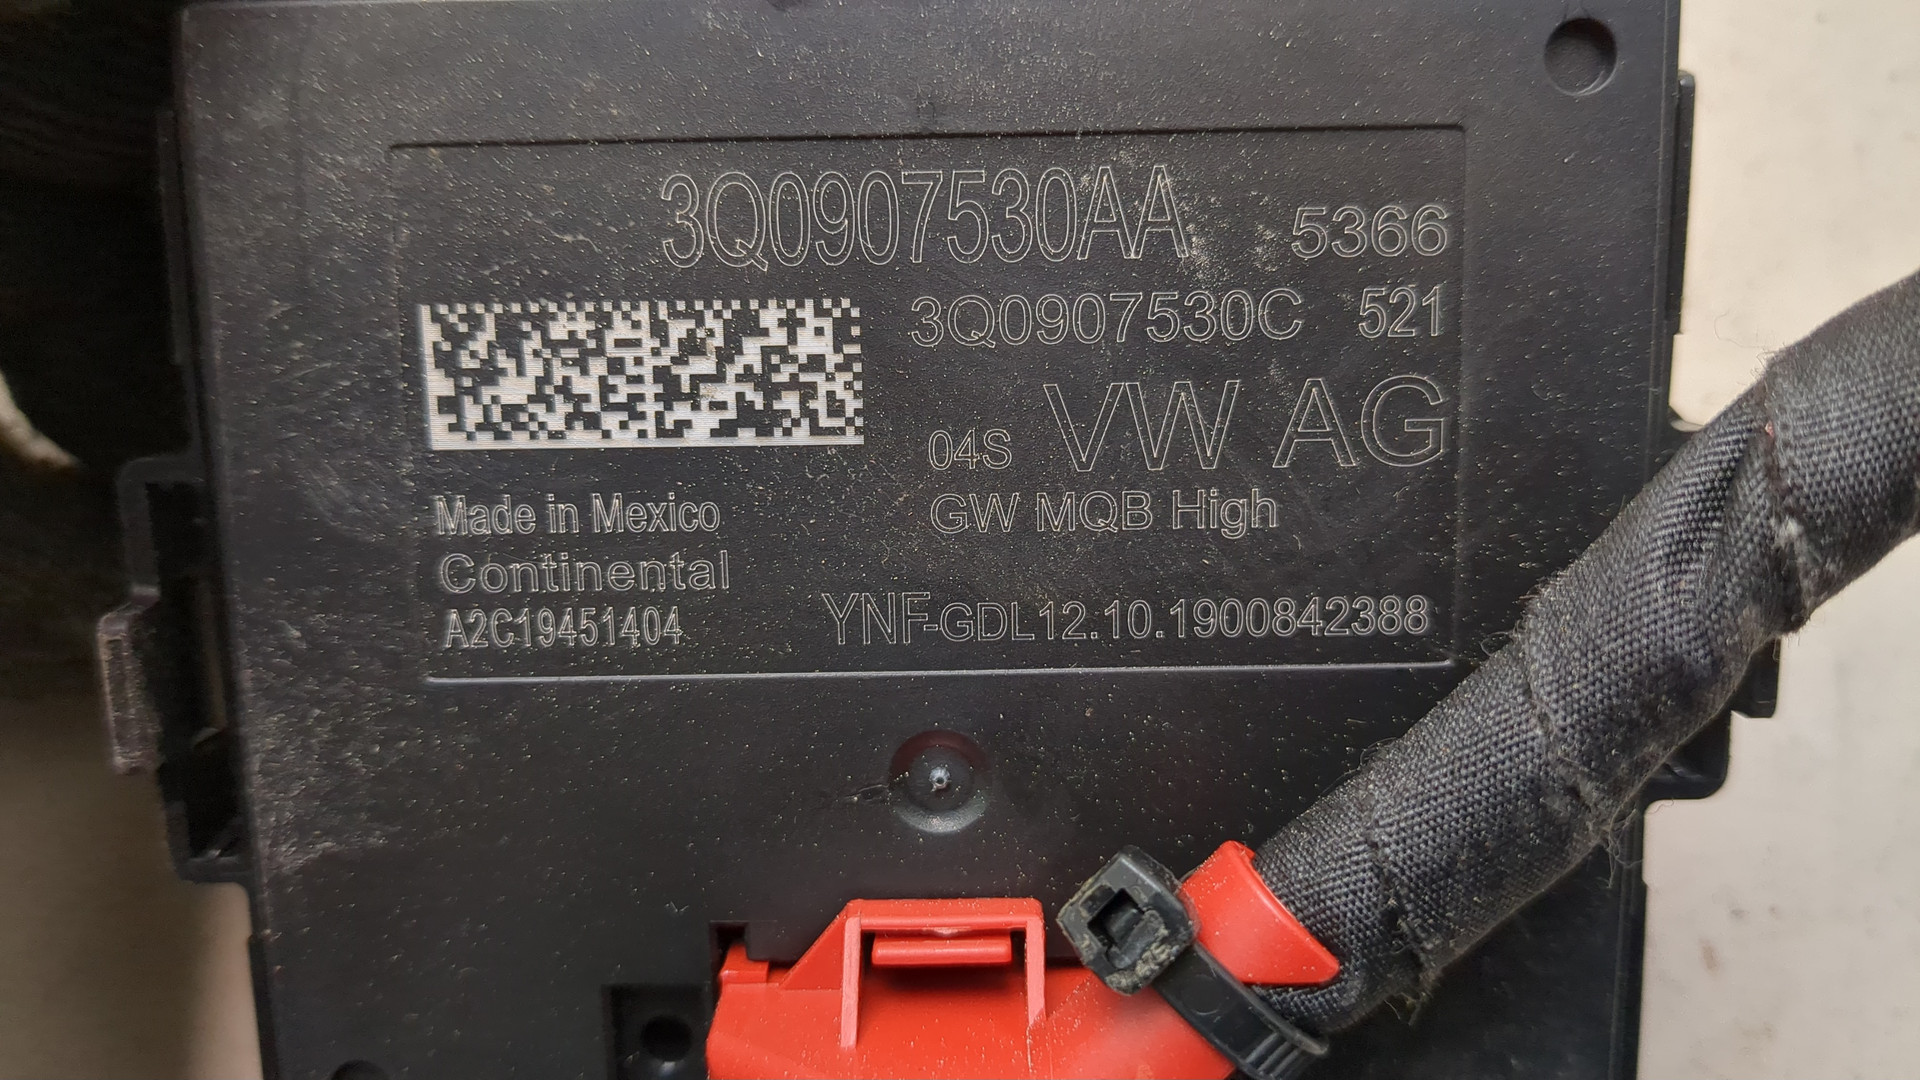 3Q0907530AA 5366
3Q0907530C 521
04S VW AG
GW MQB High
Made in Mexico
Continental
A2C19451404
YNF-GDL12.10.1900842388